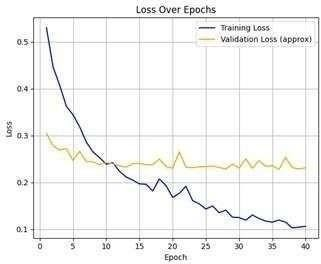 Loss Over Epochs
Training Loss
Validation Loss (approx)
0.5
0.4
0.3
0.2
0.1
Loss
0 5 10 15 20 25 30 35 40
Epoch